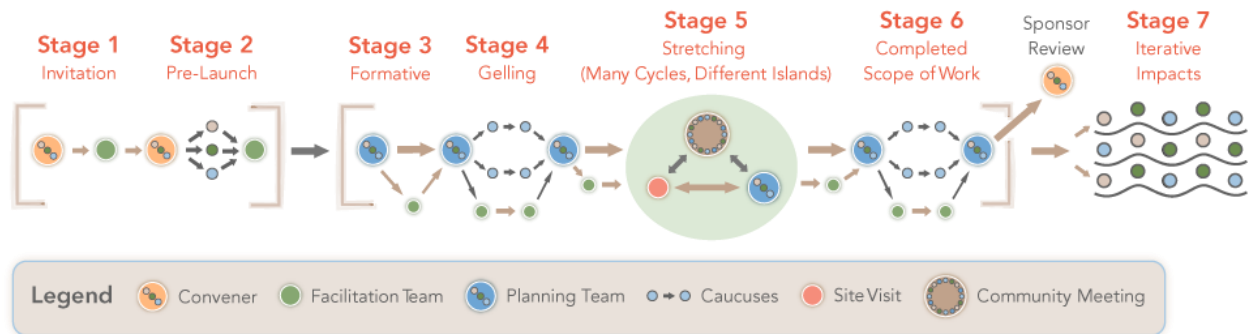 Stage 1
Invitation
Stage 2
Pre-Launch
Stage 3
Formative
Stage 4
Gelling
Stage 5
Stretching
(Many Cycles, Different Islands)
Stage 6
Completed
Scope of Work
Sponsor
Review
Stage 7
Iterative
Impacts
Legend
Convener
Facilitation Team
Planning Team
Caucuses
Site Visit
Community Meeting